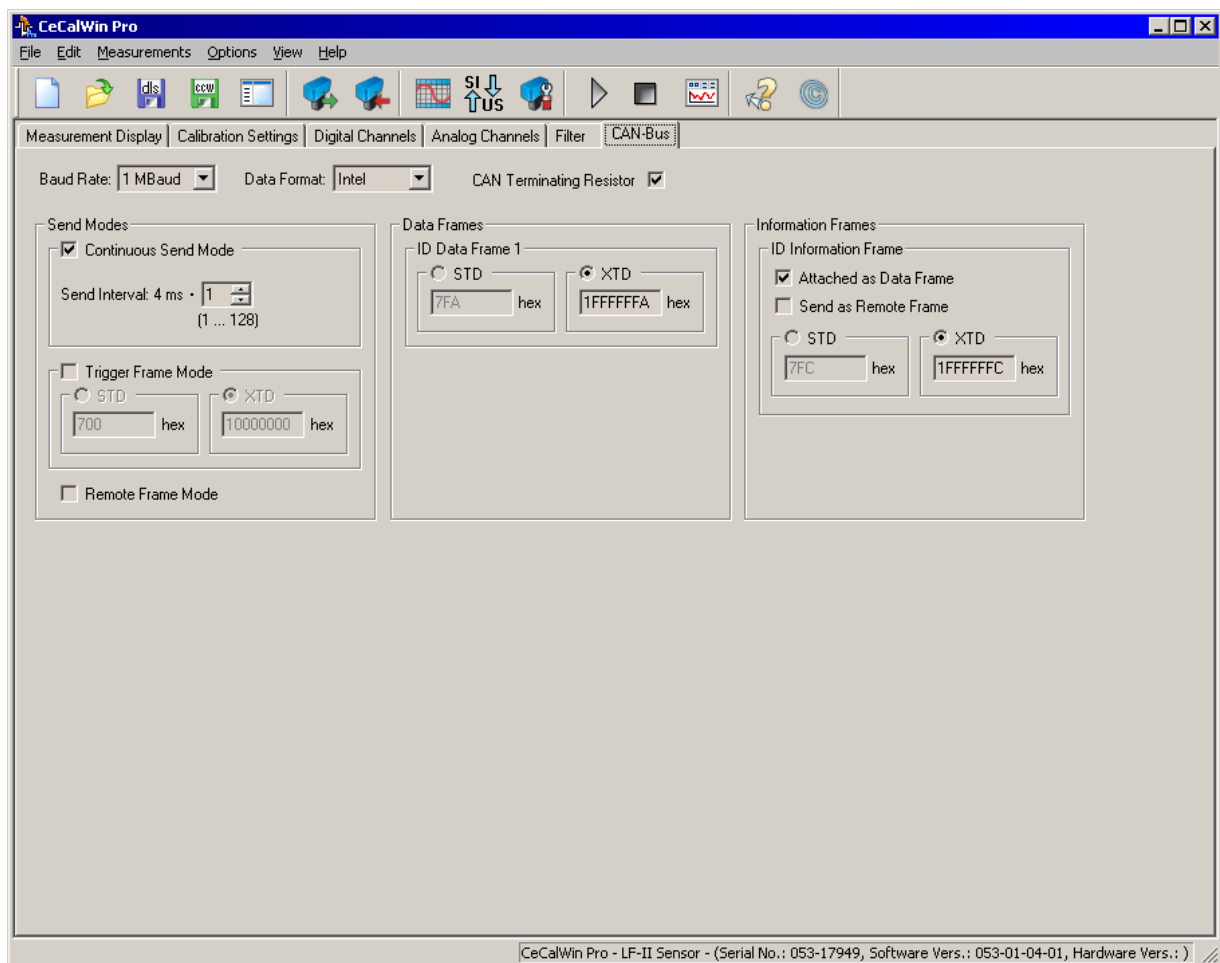 CeCalWin Pro
File Edit Measurements Options View Help
dls ccw SI US
Measurement Display Calibration Settings Digital Channels Analog Channels Filter CAN-Bus
Baud Rate: 1 MBaud Data Format: Intel CAN Terminating Resistor
Send Modes
Continuous Send Mode
Send Interval: 4 ms • 1
(1 ... 128)
Trigger Frame Mode
STD XTD
700 hex 10000000 hex
Remote Frame Mode
Data Frames
ID Data Frame 1
STD XTD
7FA hex 1FFFFFFA hex
Information Frames
ID Information Frame
Attached as Data Frame
Send as Remote Frame
STD XTD
7FC hex 1FFFFFFC hex
CeCalWin Pro - LF-II Sensor - (Serial No.: 053-17949, Software Vers.: 053-01-04-01, Hardware Vers.: )